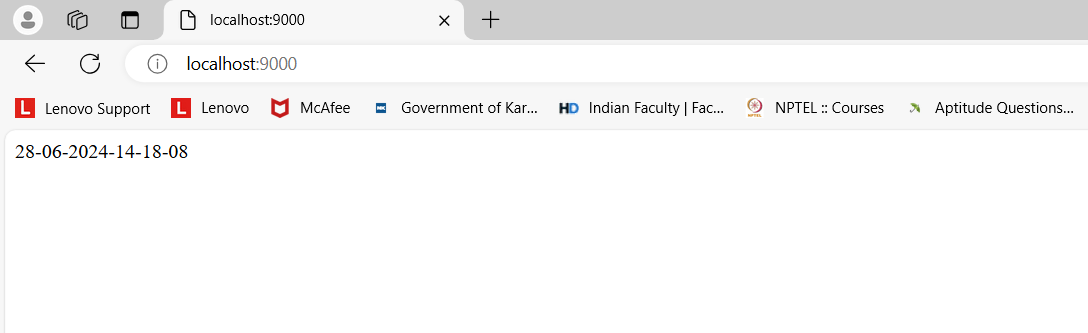 localhost:9000
localhost:9000
Lenovo Support Lenovo McAfee Government of Kar... HD Indian Faculty | Fac... NPTEL :: Courses Aptitude Questions...
28-06-2024-14-18-08